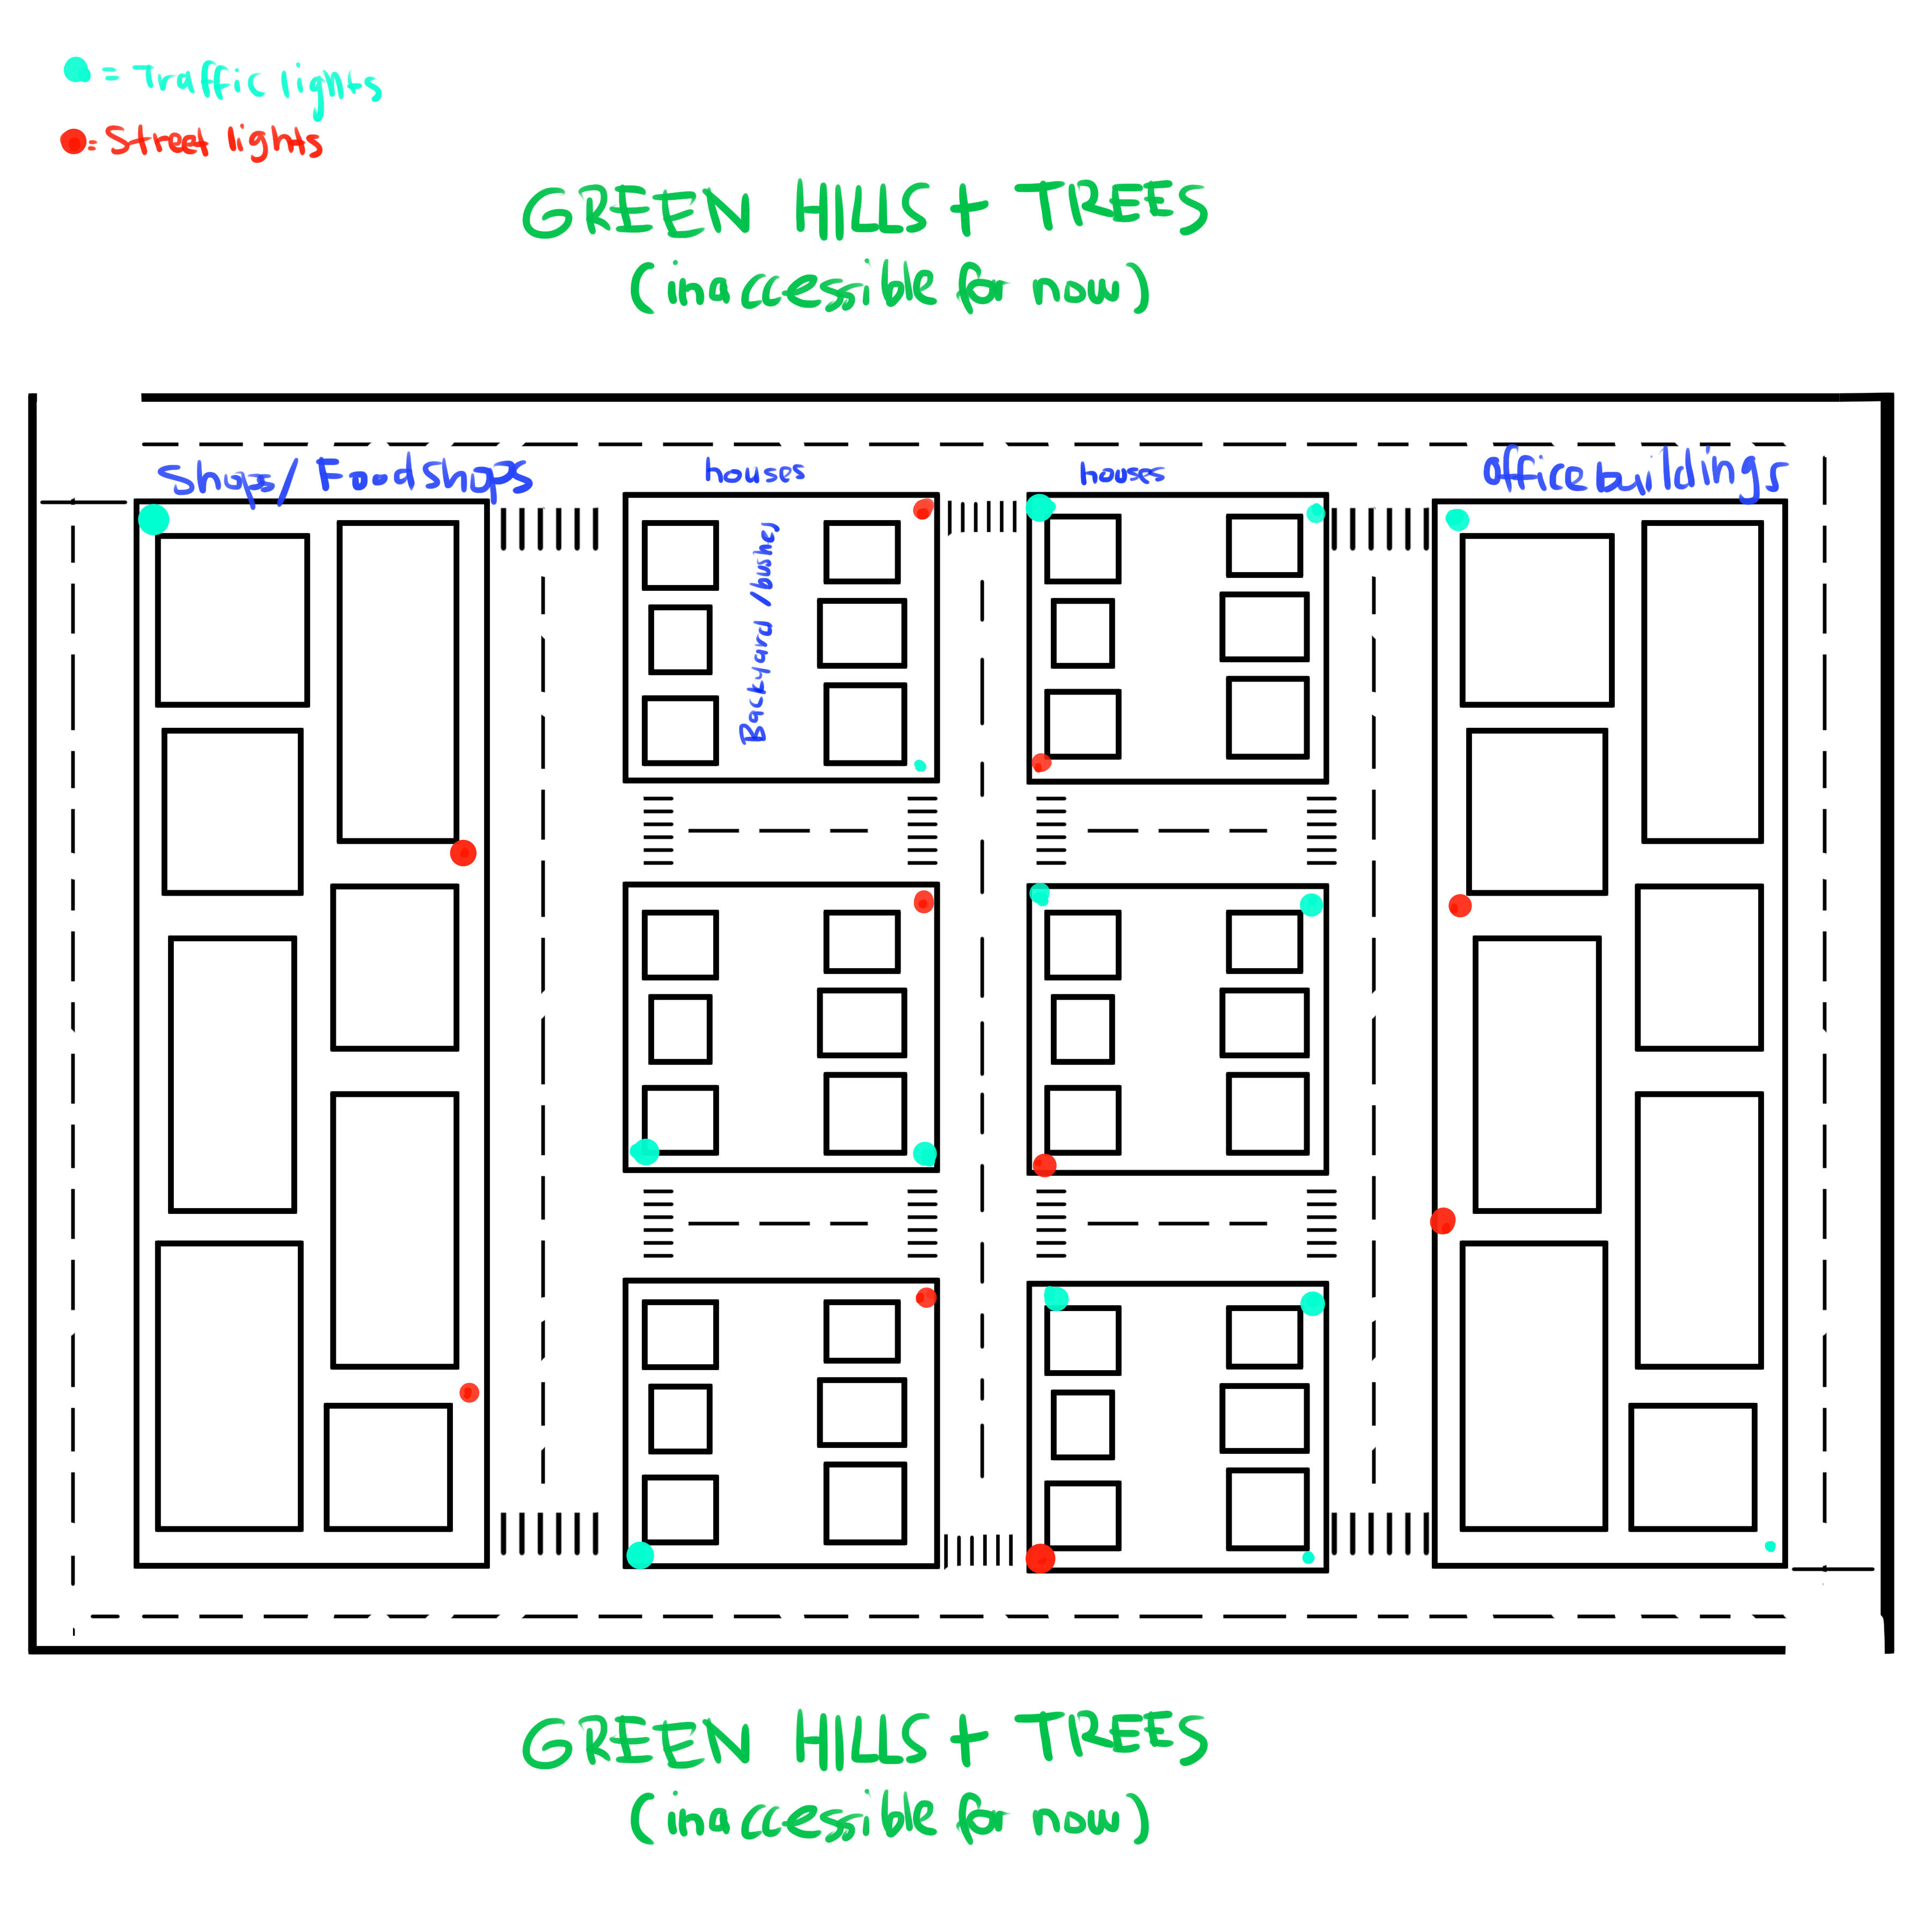 = Traffic lights
= Street lights
GREEN HILLS + TREES
(inaccessible for now)
Shops/ Foodshops
houses
houses
office buildings
Backyard /bushes
GREEN HILLS + TREES
(inaccessible for now)